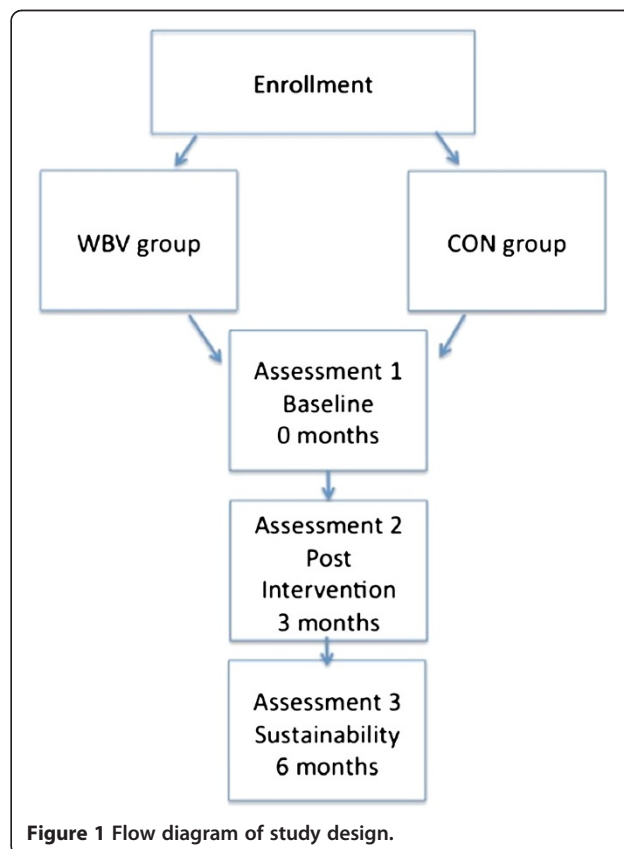 Enrollment
WBV group
CON group
Assessment 1
Baseline
0 months
Assessment 2
Post
Intervention
3 months
Assessment 3
Sustainability
6 months
Figure 1 Flow diagram of study design.